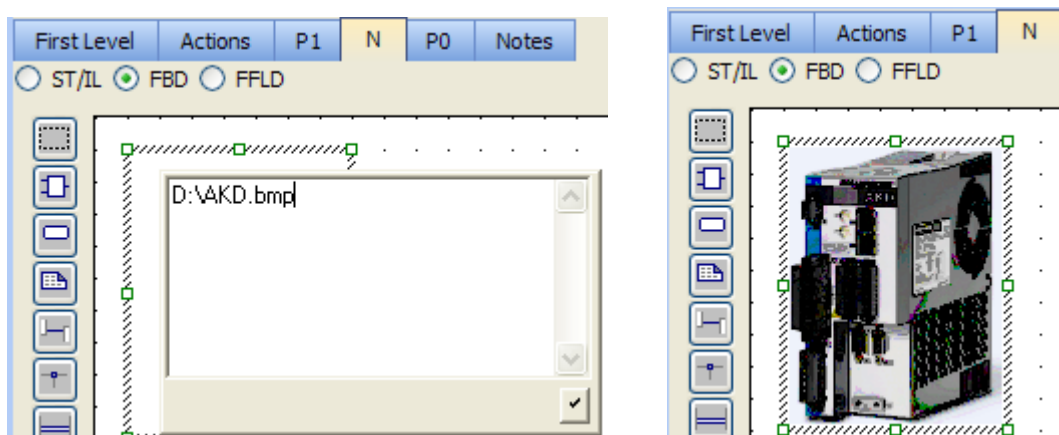 First Level Actions P1 N P0 Notes
ST/IL FBD FFLD
D:\AKD.bmp
First Level Actions P1 N
ST/IL FBD FFLD
AKD